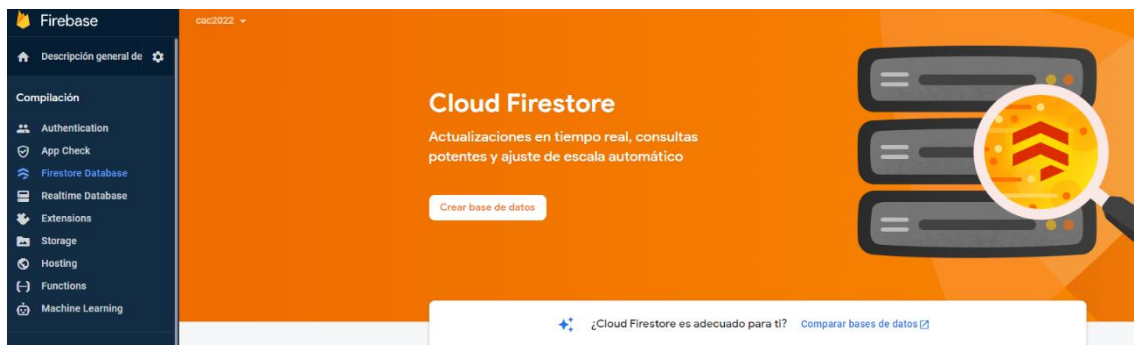 Firebase
Descripción general de
Compilación
Authentication
App Check
Firestore Database
Realtime Database
Extensions
Storage
Hosting
Functions
Machine Learning
cac2022
Cloud Firestore
Actualizaciones en tiempo real, consultas
potentes y ajuste de escala automático
Crear base de datos
¿Cloud Firestore es adecuado para ti? Comparar bases de datos